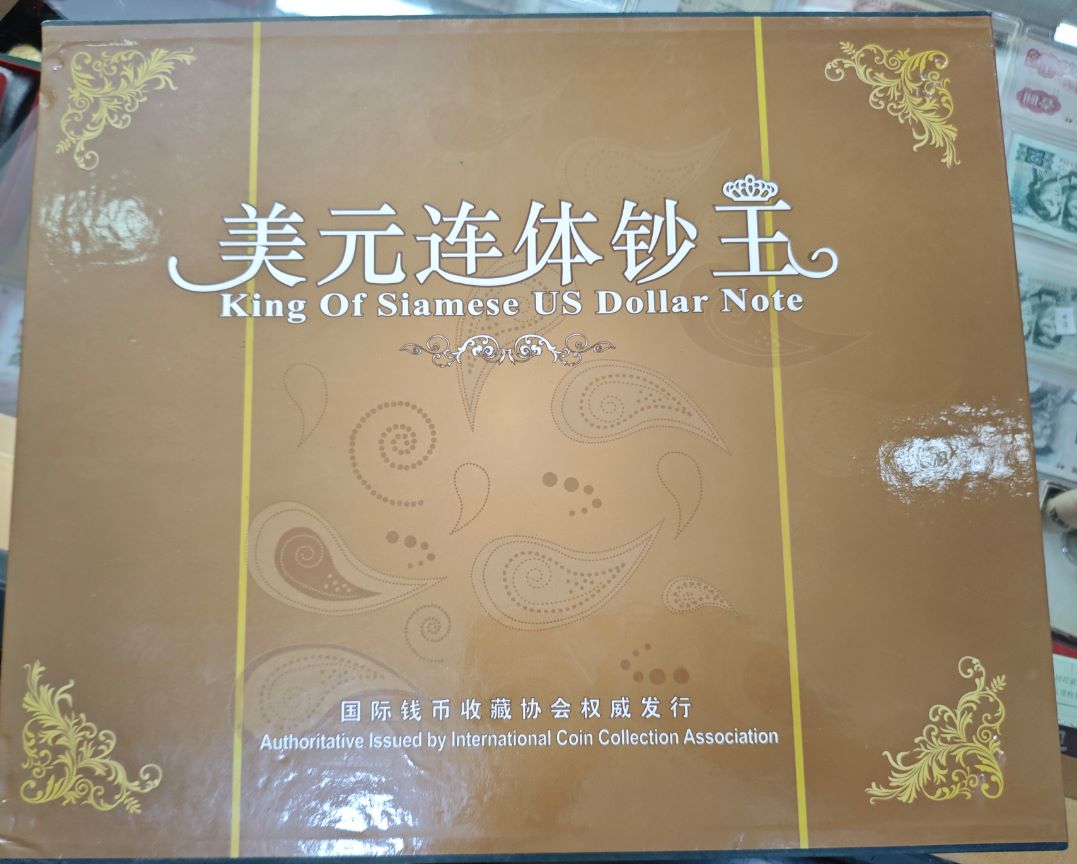 美元连体钞王
King Of Siamese US Dollar Note
国际钱币收藏协会权威发行
Authoritative Issued by International Coin Collection Association